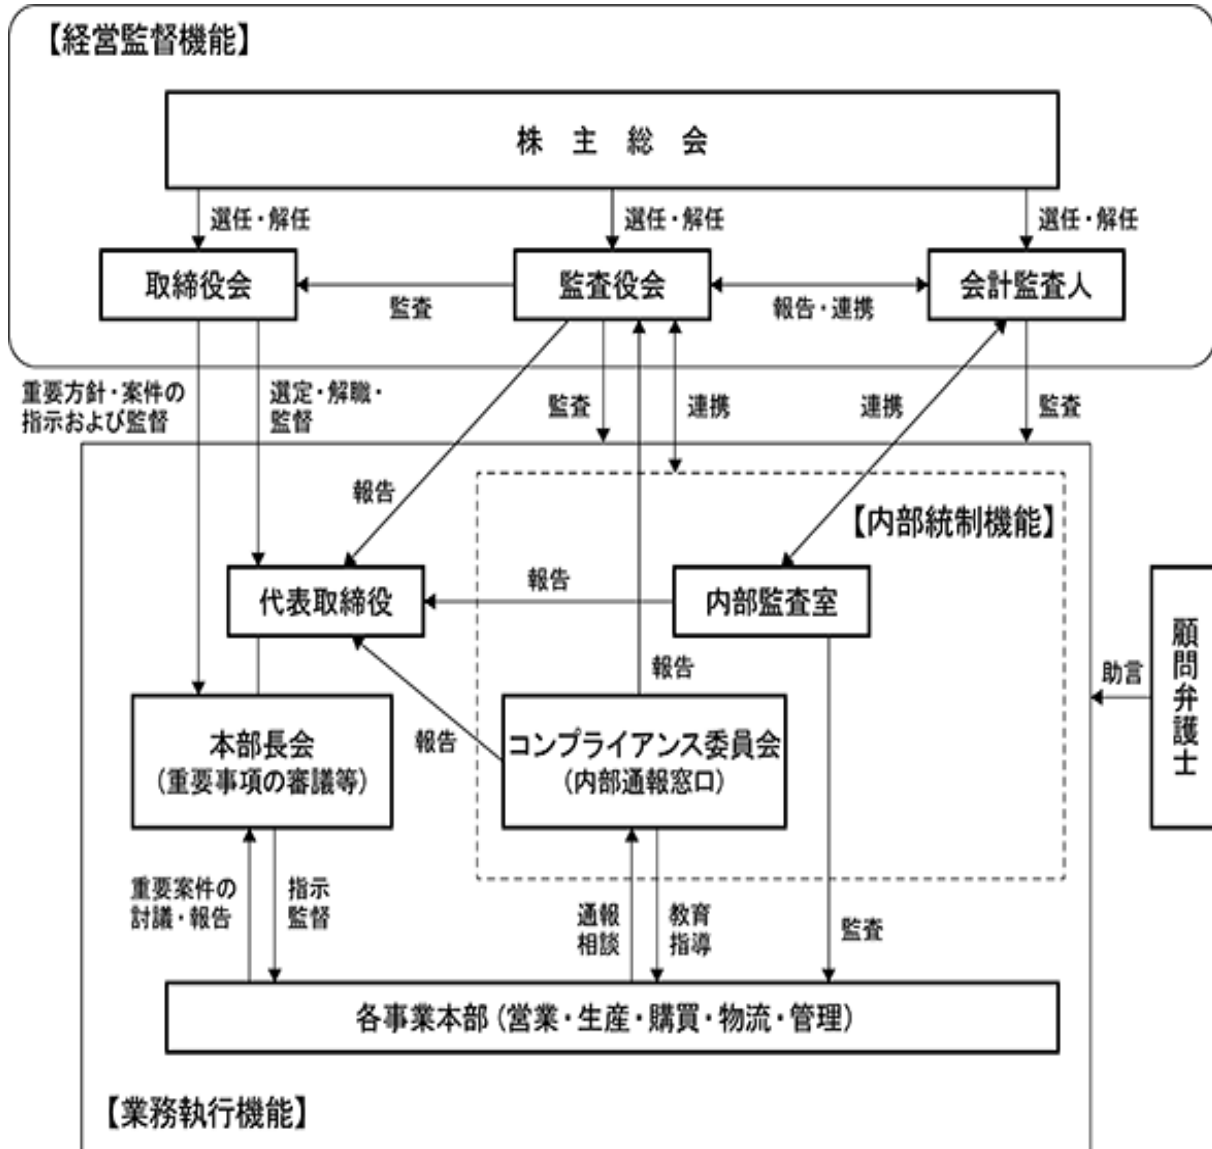 【経営監督機能】
株 主 総 会
選任・解任
選任・解任
選任・解任
取締役会
監査
監査役会
報告・連携
会計監査人
重要方針・案件の
指示および監督
選定・解職・
監督
監査
連携
連携
監査
報告
【内部統制機能】
代表取締役
報告
内部監査室
顧問弁護士
助言
報告
報告
本部長会
(重要事項の審議等)
コンプライアンス委員会
(内部通報窓口)
重要案件の
討議・報告
指示
監督
通報
相談
教育
指導
監査
各事業本部(営業・生産・購買・物流・管理)
【業務執行機能】